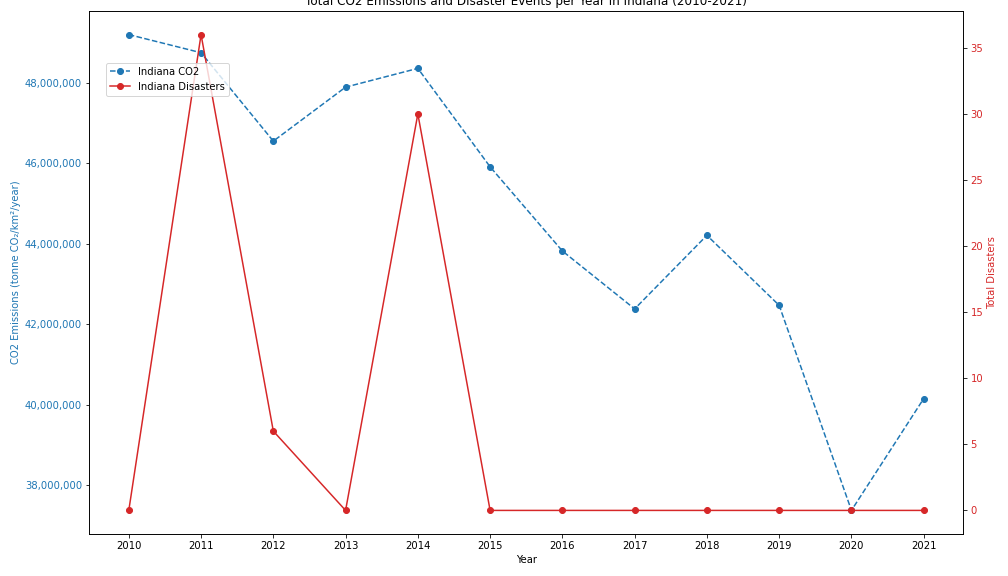 Total CO2 Emissions and Disaster Events per Year in Indiana (2010-2021)
Indiana CO2
Indiana Disasters
48,000,000
46,000,000
44,000,000
42,000,000
40,000,000
38,000,000
CO2 Emissions (tonne CO₂/km²/year)
35
30
25
20
15
10
5
0
Total Disasters
2010 2011 2012 2013 2014 2015 2016 2017 2018 2019 2020 2021
Year